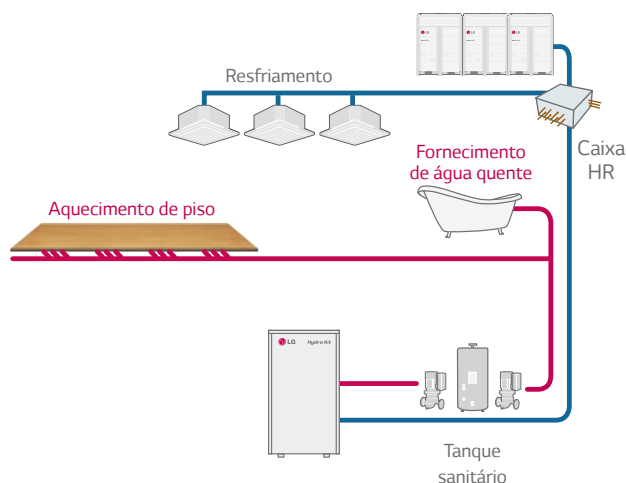 Resfriamento
Caixa
HR
Fornecimento
de água quente
Aquecimento de piso
LG Hydro Kit
Tanque
sanitário